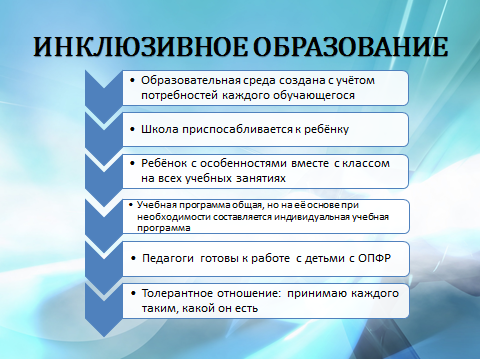 ИНКЛЮЗИВНОЕ ОБРАЗОВАНИЕ
• Образовательная среда создана с учётом
потребностей каждого обучающегося
• Школа приспосабливается к ребёнку
• Ребёнок с особенностями вместе с классом
на всех учебных занятиях
• Учебная программа общая, но на её основе при
необходимости составляется индивидуальная учебная
программа
• Педагоги готовы к работе с детьми с ОПФР
• Толерантное отношение: принимаю каждого
таким, какой он есть